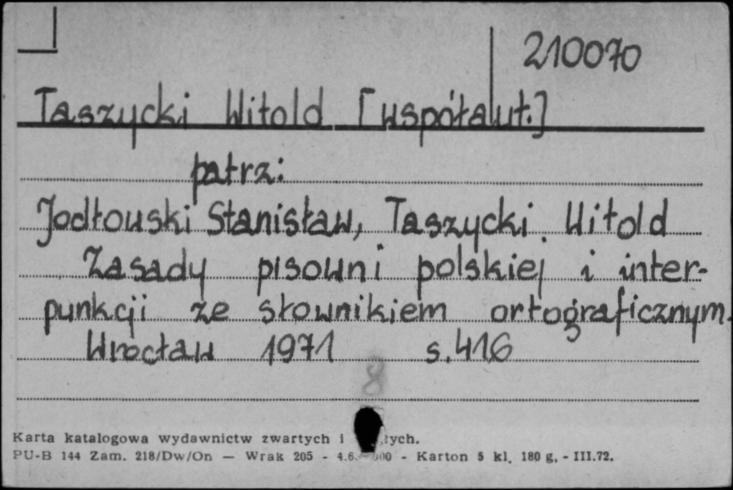 210070
Taszycki Witold [współaut.]
patrz:
Jodłowski Stanisław, Taszycki Witold
Zasady pisowni polskiej i inter-
punkcji ze słownikiem ortograficznym.
Wrocław 1971 s. 416
8
Karta katalogowa wydawnictw zwartych i
PU-B 144 Zam. 218/Dw/On — Wrak 205 - - Karton 5 kl. 180 g. - III.72.